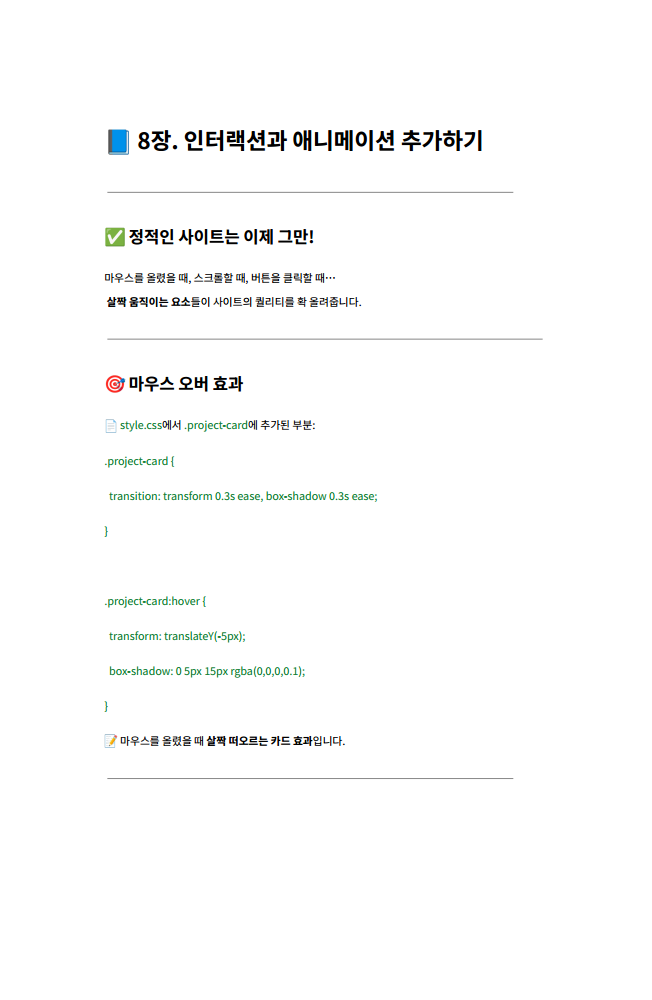 📘 8장. 인터랙션과 애니메이션 추가하기
✅ 정적인 사이트는 이제 그만!
마우스를 올렸을 때, 스크롤할 때, 버튼을 클릭할 때…
살짝 움직이는 요소들이 사이트의 퀄리티를 확 올려줍니다.
🎯 마우스 오버 효과
📄 style.css에서 .project-card에 추가된 부분:
.project-card {
transition: transform 0.3s ease, box-shadow 0.3s ease;
}
.project-card:hover {
transform: translateY(-5px);
box-shadow: 0 5px 15px rgba(0,0,0,0.1);
}
📝 마우스를 올렸을 때 살짝 떠오르는 카드 효과입니다.